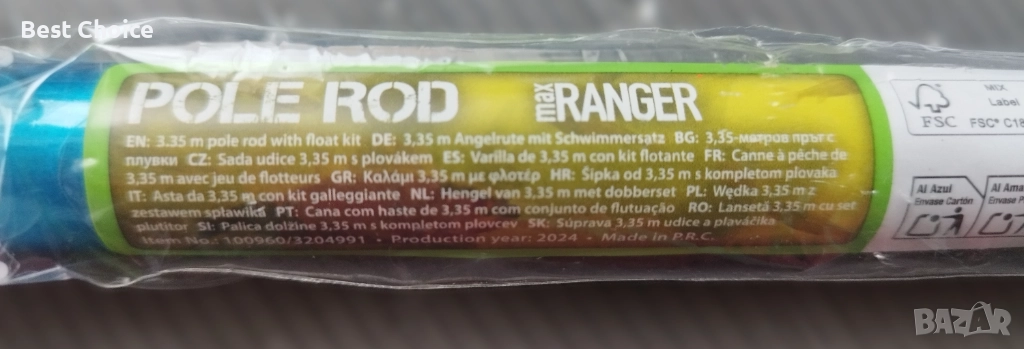 Best Choice
POLE ROD maxRANGER
EN: 3.35 m pole rod with float kit DE: 3,35 m Angelrute mit Schwimmersatz BG: 3,35-метров прът с
плувки CZ: Sada udice 3,35 m s plovákem ES: Varilla de 3,35 m con kit flotante FR: Canne à pêche de
3,35 m avec jeu de flotteurs GR: Καλάμι 3,35 m με φλοτέρ HR: Šipka od 3,35 m s kompletom plovaka
IT: Asta da 3,35 m con kit galleggiante NL: Hengel van 3,35 m met dobberset PL: Wędka 3,35 m z
zestawem spławika PT: Cana com haste de 3,35 m com conjunto de flutuação RO: Lansetă 3,35 m cu set
plutitor SI: Palica dolžine 3,35 m s kompletom plovcev SK: Súprava 3,35 m udice a plaváčika
Item No.: 100960/3204991 • Production year: 2024 • Made in P.R.C.
MIX
Label
FSC FSC® C18
Al Azul
Envase Cartón
Al Ama
Envase P
BAZAR